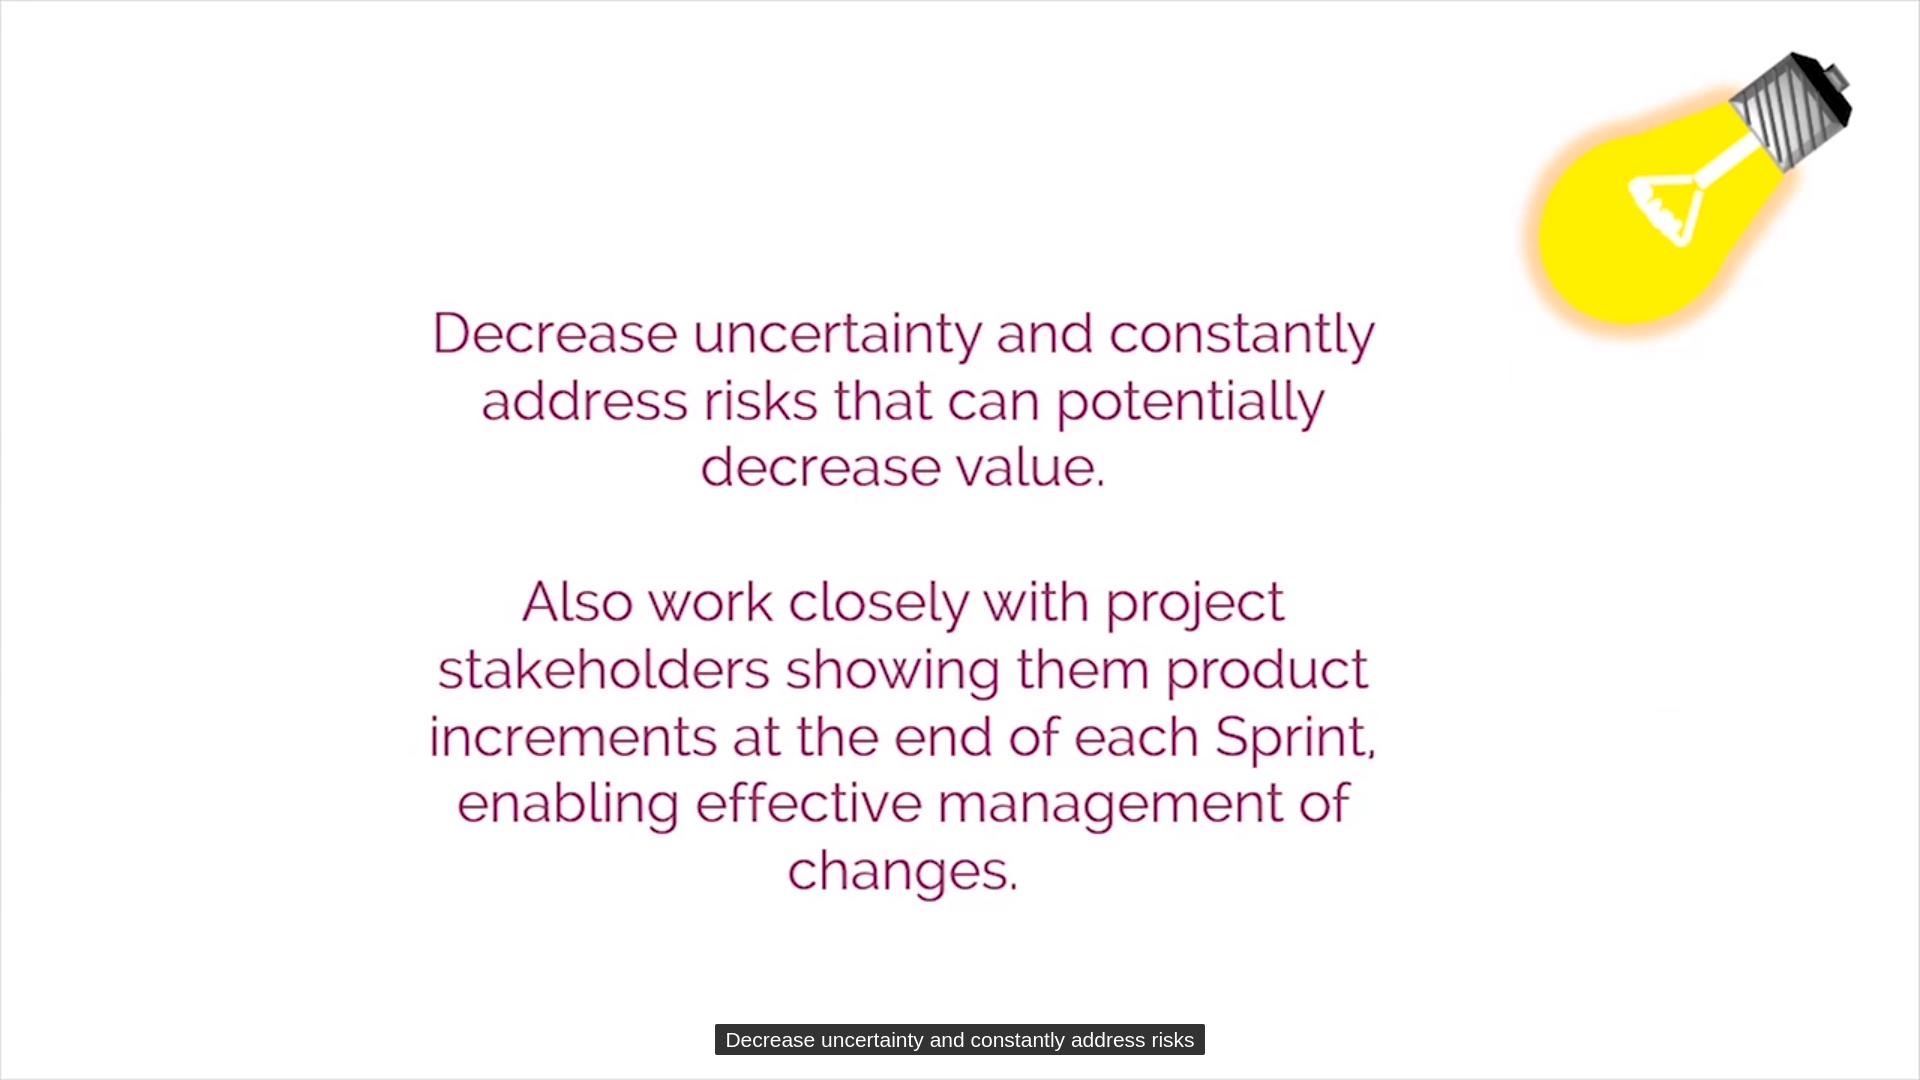 Decrease uncertainty and constantly
address risks that can potentially
decrease value.
Also work closely with project
stakeholders showing them product
increments at the end of each Sprint,
enabling effective management of
changes.
Decrease uncertainty and constantly address risks